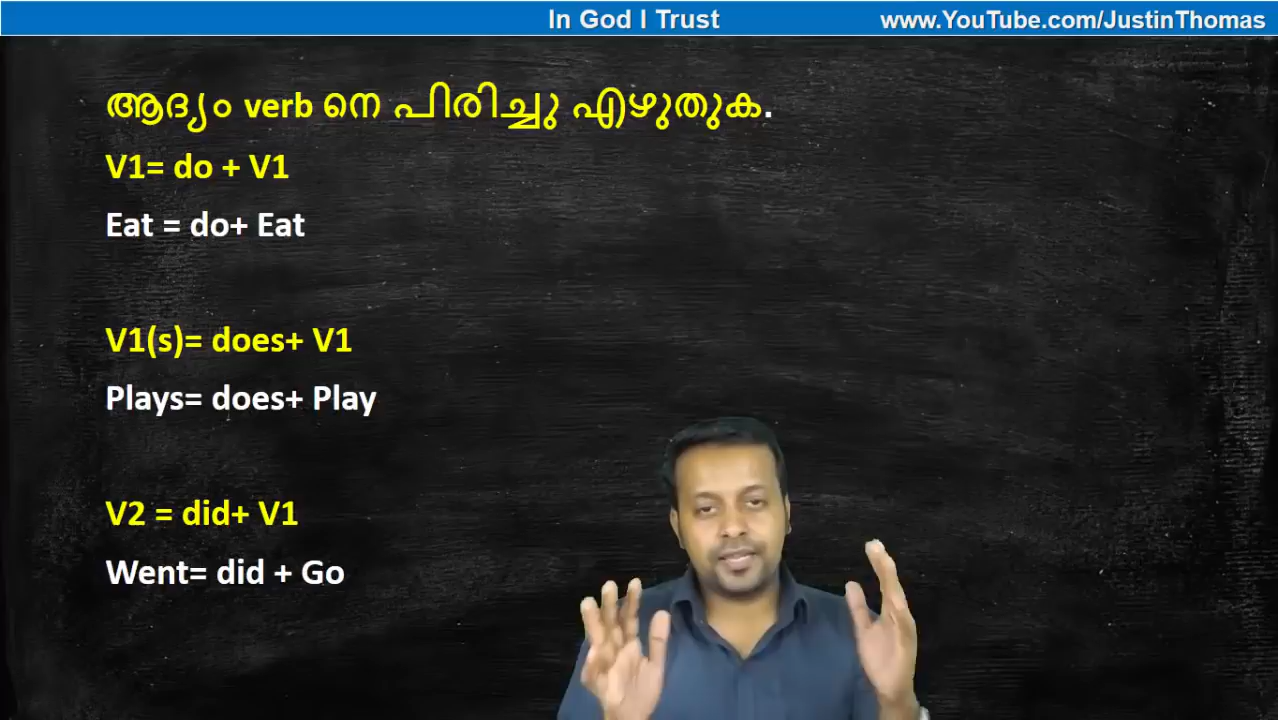 In God I Trust
www.YouTube.com/JustinThomas
ആദ്യം verb നെ പിരിച്ചു എഴുതുക.
V1= do + V1
Eat = do+ Eat
V1(s)= does+ V1
Plays= does+ Play
V2 = did+ V1
Went= did + Go